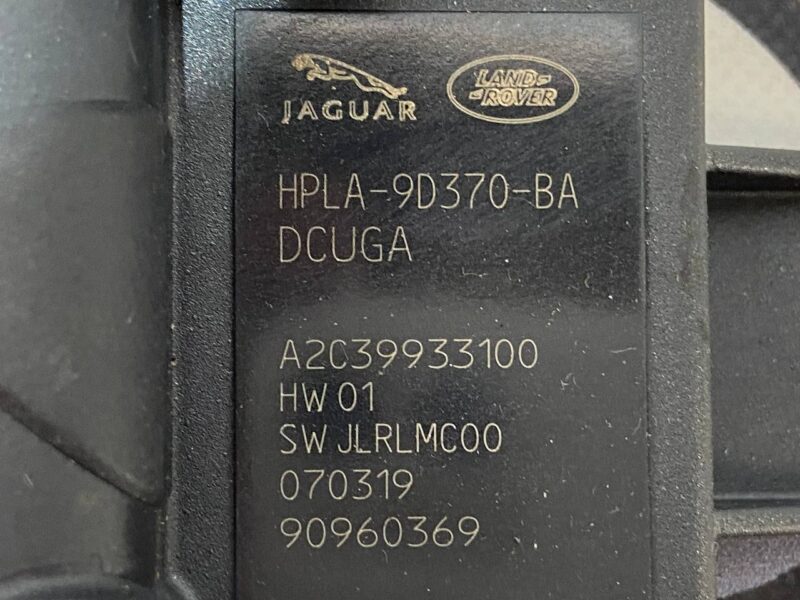 JAGUAR
LAND-
-ROVER
HPLA-9D370-BA
DCUGA
A2C39933100
HW 01
SW JLRLMC00
070319
90960369